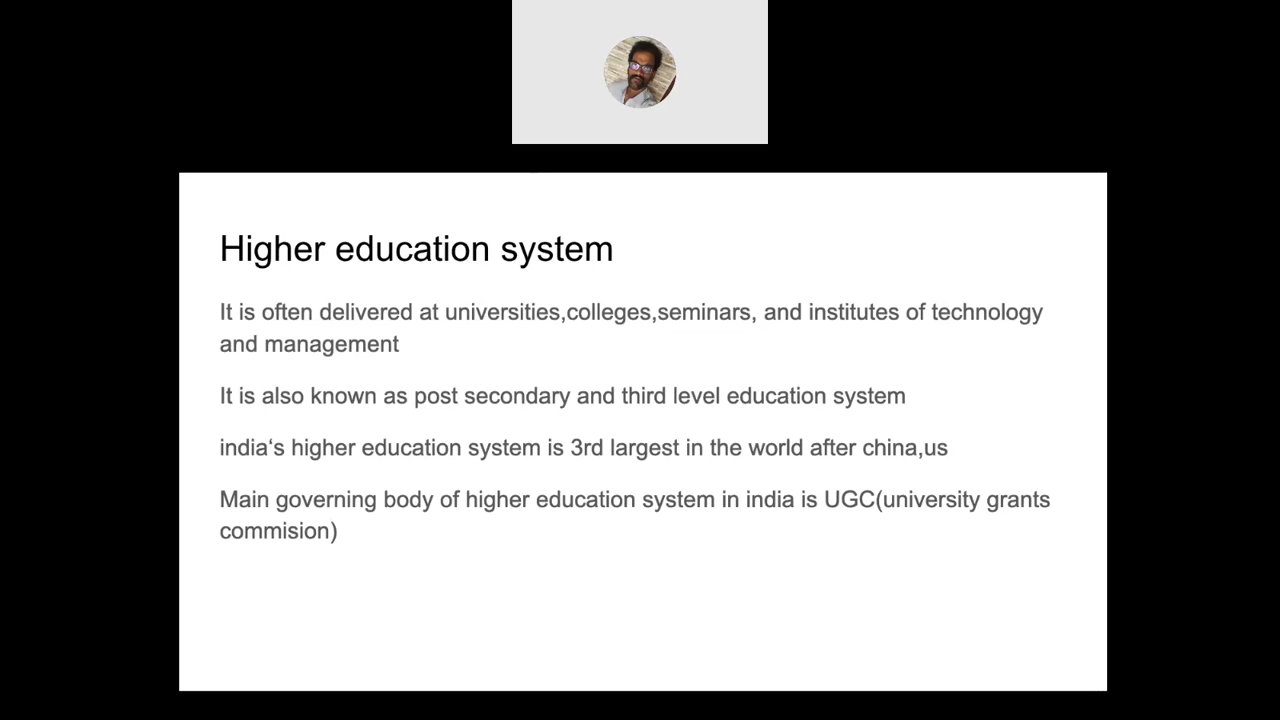 Higher education system
It is often delivered at universities,colleges,seminars, and institutes of technology
and management
It is also known as post secondary and third level education system
india‘s higher education system is 3rd largest in the world after china,us
Main governing body of higher education system in india is UGC(university grants
commision)